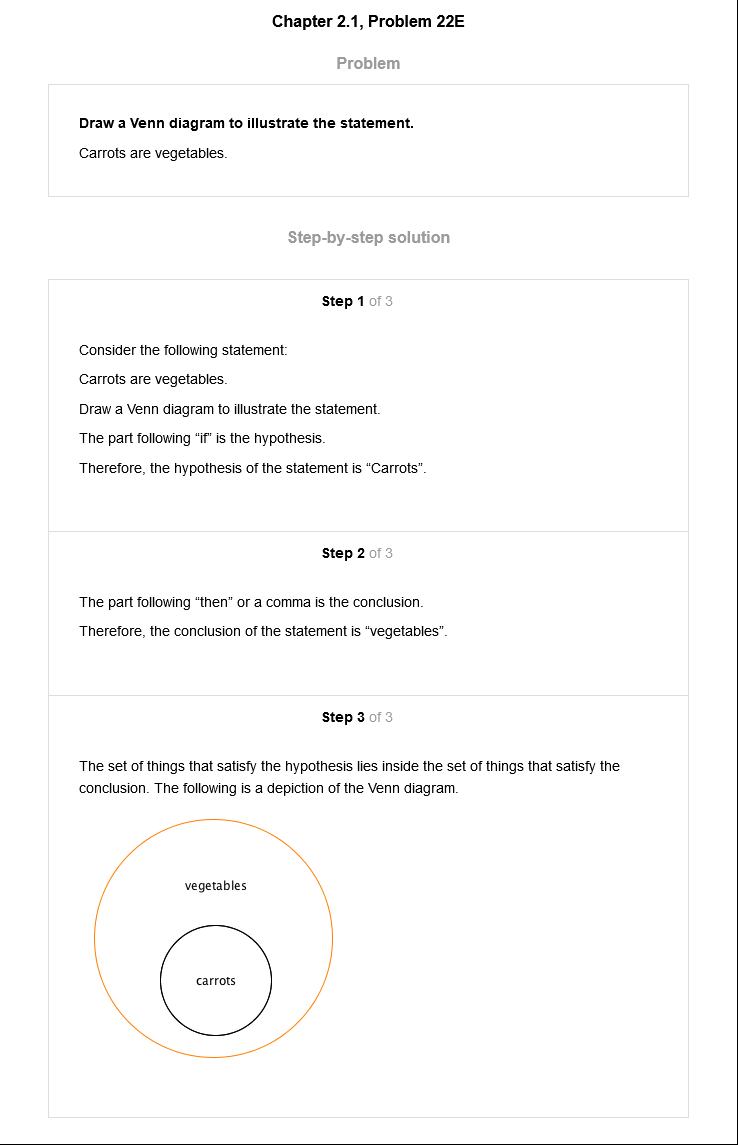 Chapter 2.1, Problem 22E
Problem
Draw a Venn diagram to illustrate the statement.
Carrots are vegetables.
Step-by-step solution
Step 1 of 3
Consider the following statement:
Carrots are vegetables.
Draw a Venn diagram to illustrate the statement.
The part following “if” is the hypothesis.
Therefore, the hypothesis of the statement is “Carrots”.
Step 2 of 3
The part following “then” or a comma is the conclusion.
Therefore, the conclusion of the statement is “vegetables”.
Step 3 of 3
The set of things that satisfy the hypothesis lies inside the set of things that satisfy the
conclusion. The following is a depiction of the Venn diagram.
vegetables
carrots